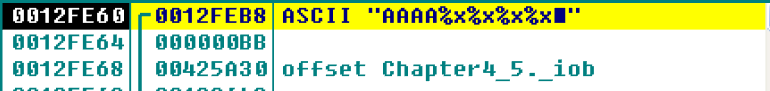 0012FE60 0012FEB8 ASCII "AAAA%x%x%x%x■"
0012FE64 000000BB
0012FE68 00425A30 offset Chapter4_5._iob